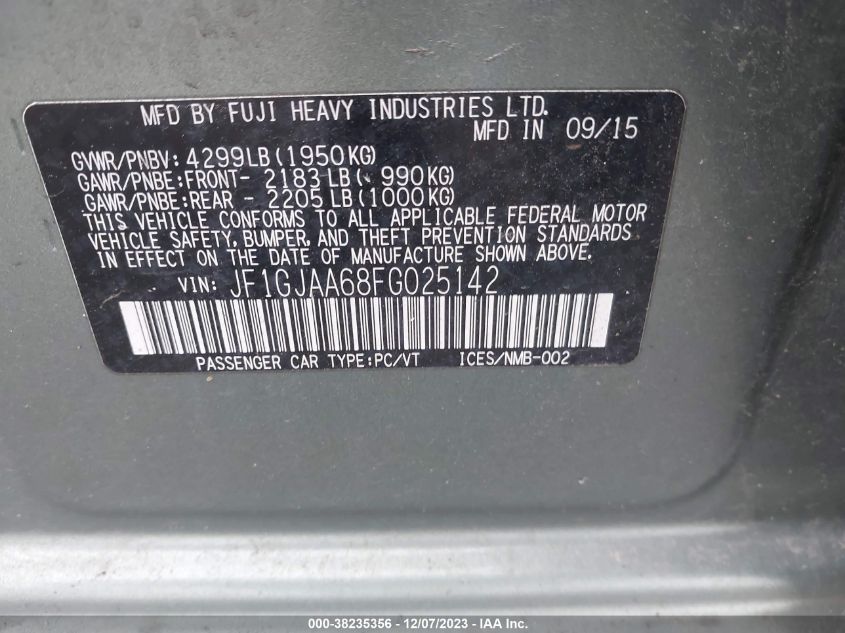 MFD BY FUJI HEAVY INDUSTRIES LTD.
MFD IN 09/15
GVWR/PNBV: 4299LB(1950KG)
GAWR/PNBE:FRONT- 2183LB( 990KG)
GAWR/PNBE:REAR - 2205LB(1000KG)
THIS VEHICLE CONFORMS TO ALL APPLICABLE FEDERAL MOTOR
VEHICLE SAFETY, BUMPER, AND THEFT PREVENTION STANDARDS
IN EFFECT ON THE DATE OF MANUFACTURE SHOWN ABOVE.
VIN: JF1GJAA68FG025142
PASSENGER CAR TYPE:PC/VT ICES/NMB-002
000-38235356 - 12/07/2023 - IAA Inc.